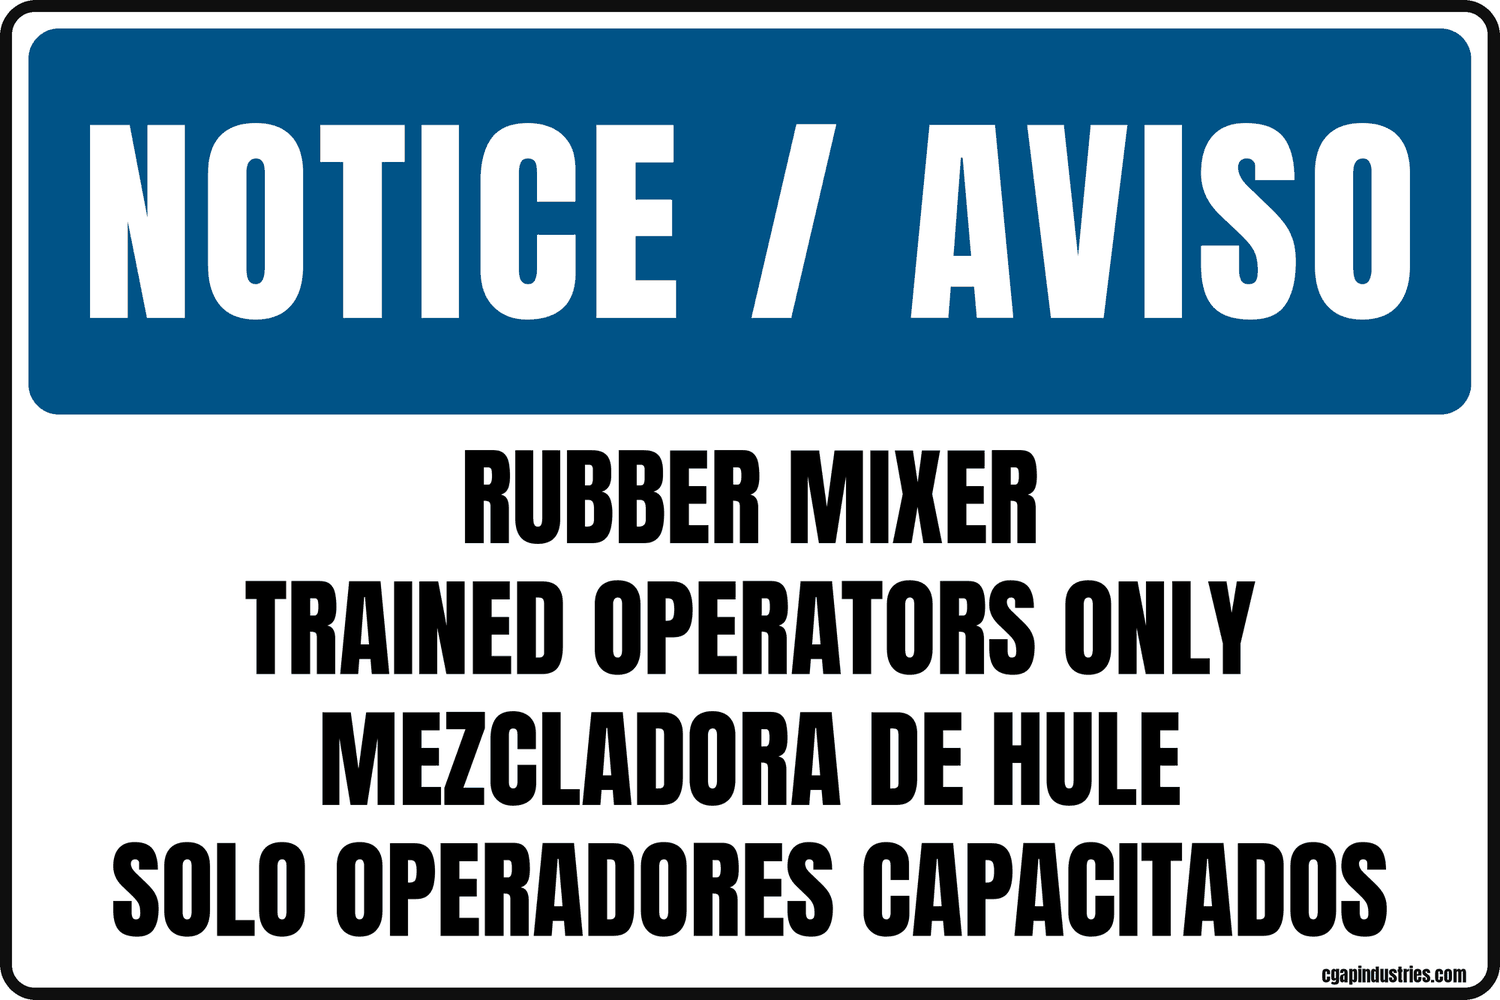 NOTICE / AVISO
RUBBER MIXER
TRAINED OPERATORS ONLY
MEZCLADORA DE HULE
SOLO OPERADORES CAPACITADOS
cgapindustries.com